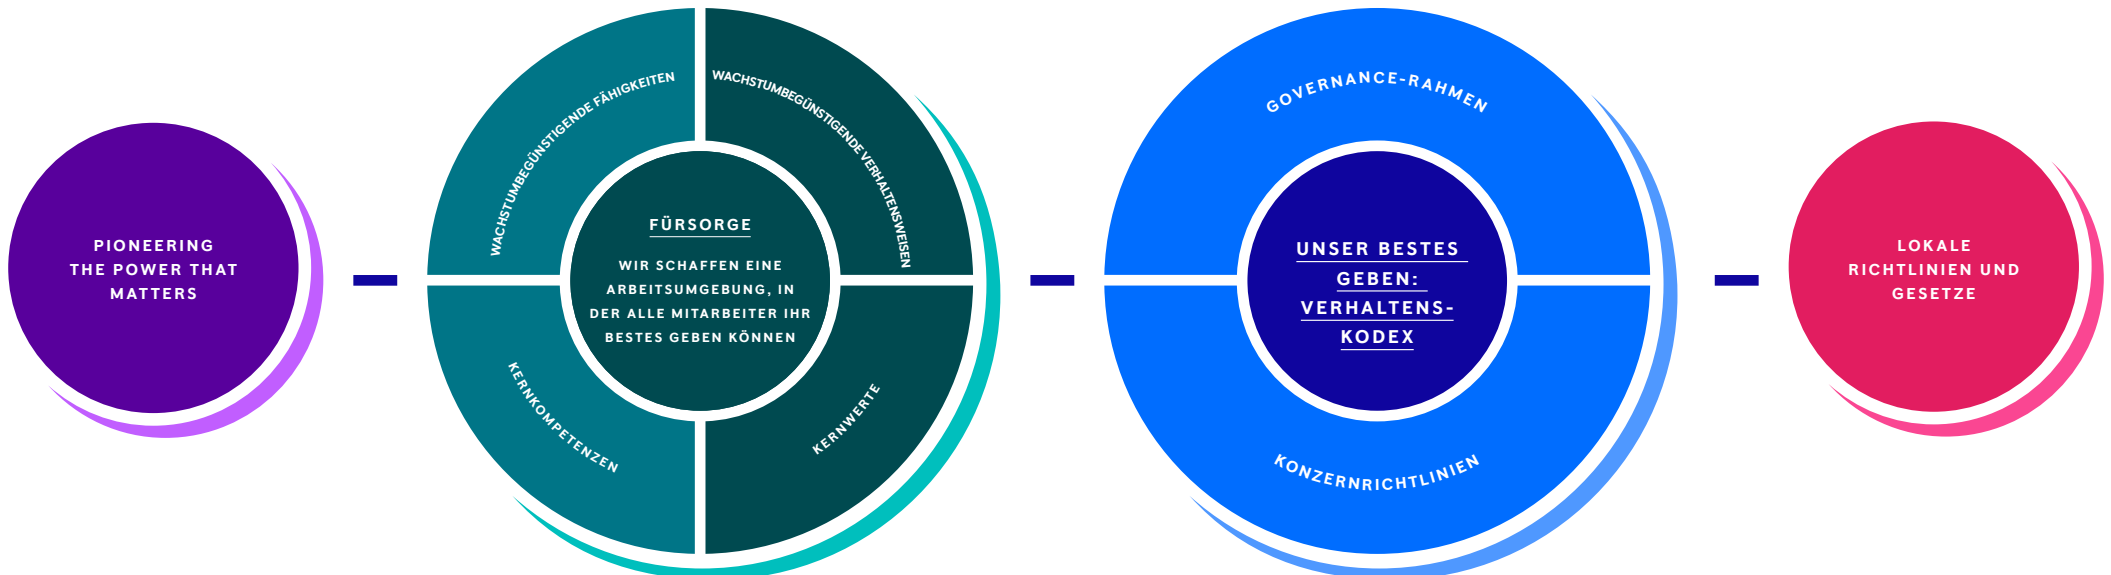 PIONEERING
THE POWER THAT
MATTERS
WACHSTUMBEGÜNSTIGENDE FÄHIGKEITEN
WACHSTUMBEGÜNSTIGENDE VERHALTENSWEISEN
FÜRSORGE
WIR SCHAFFEN EINE
ARBEITSUMGEBUNG, IN
DER ALLE MITARBEITER IHR
BESTES GEBEN KÖNNEN
KERNKOMPETENZEN
KERNWERTE
GOVERNANCE-RAHMEN
UNSER BESTES
GEBEN:
VERHALTENS-
KODEX
KONZERNRICHTLINIEN
LOKALE
RICHTLINIEN UND
GESETZE